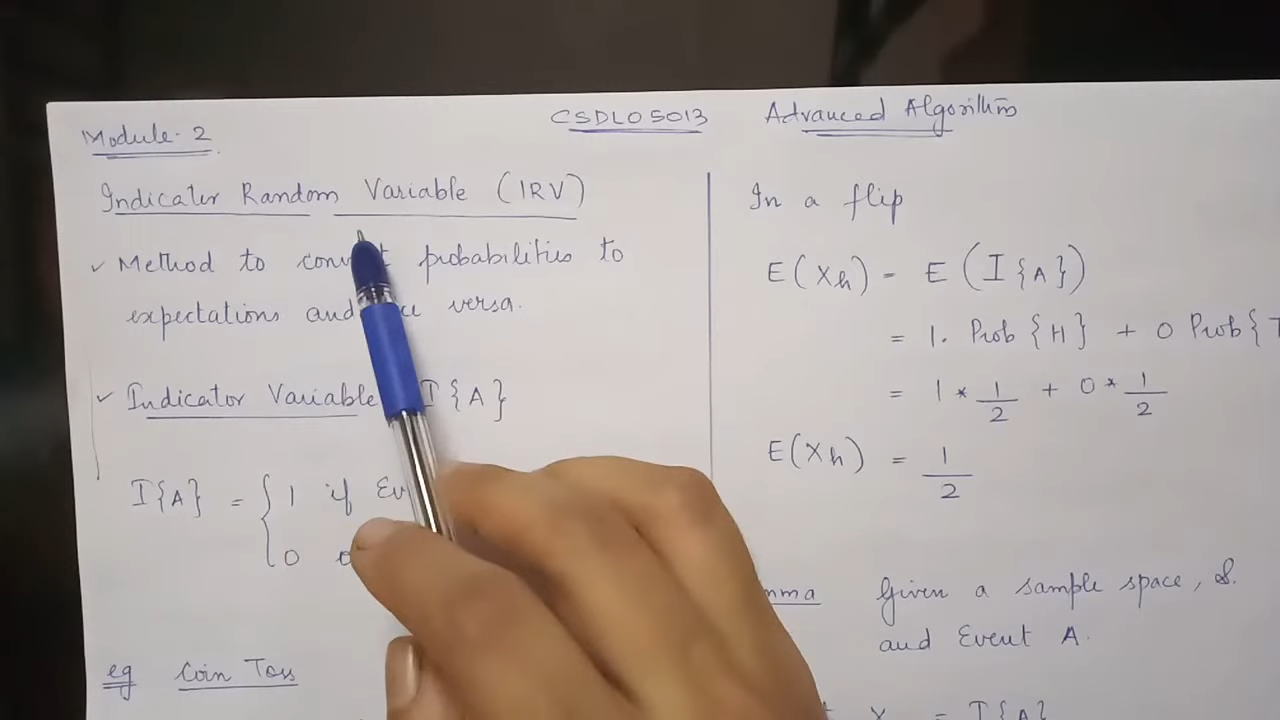 CSDLO5013 Advanced Algorithm
Module-2
Indicator Random Variable (IRV)
✓ Method to probabilities to
expectations and versa.
✓ Indicator Variable I{A}
I{A} = { 1 if
0
eg Coin Toss
In a flip
E(Xh) = E(I{A})
= 1. Prob{H} + 0 Prob{
= 1 * 1/2 + 0 * 1/2
E(Xh) = 1/2
Given a sample space, S.
and Event A.
= I{A}